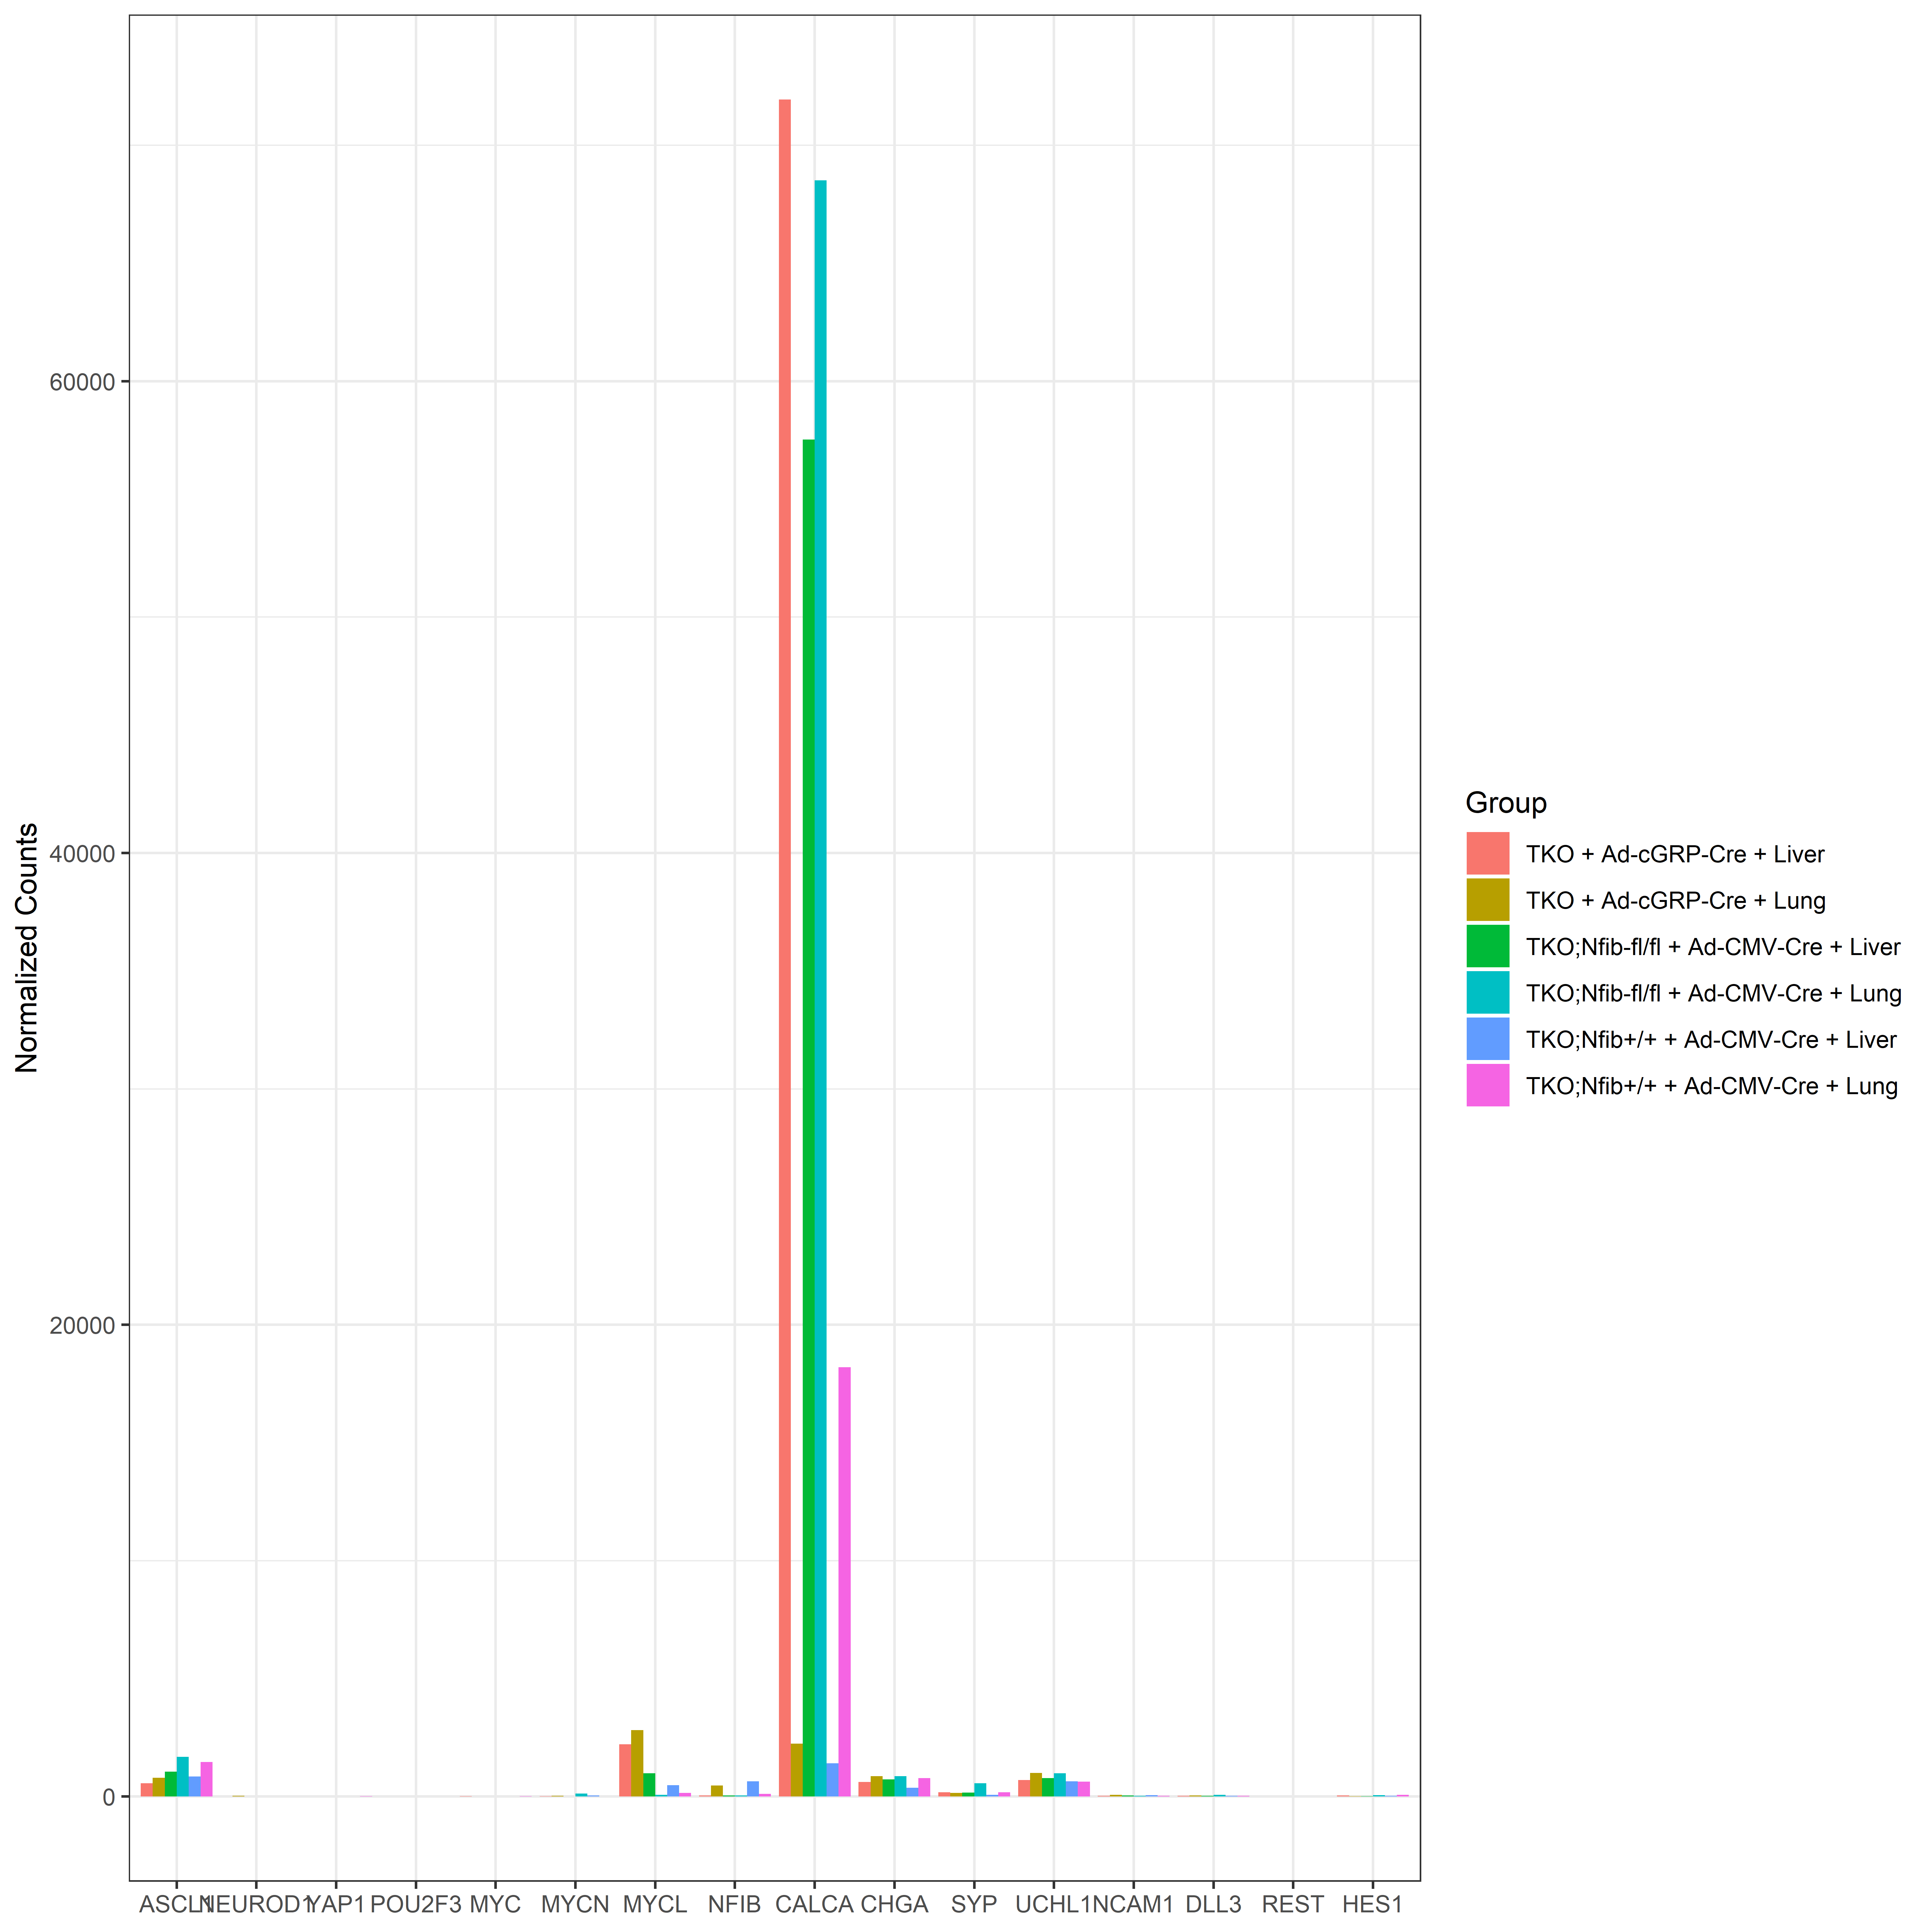 Normalized Counts
60000
40000
20000
0
ASCL1 NEUROD1 YAP1 POU2F3 MYC MYCN MYCL NFIB CALCA CHGA SYP UCHL1 NCAM1 DLL3 REST HES1
Group
TKO + Ad-cGRP-Cre + Liver
TKO + Ad-cGRP-Cre + Lung
TKO;Nfib-fl/fl + Ad-CMV-Cre + Liver
TKO;Nfib-fl/fl + Ad-CMV-Cre + Lung
TKO;Nfib+/+ + Ad-CMV-Cre + Liver
TKO;Nfib+/+ + Ad-CMV-Cre + Lung